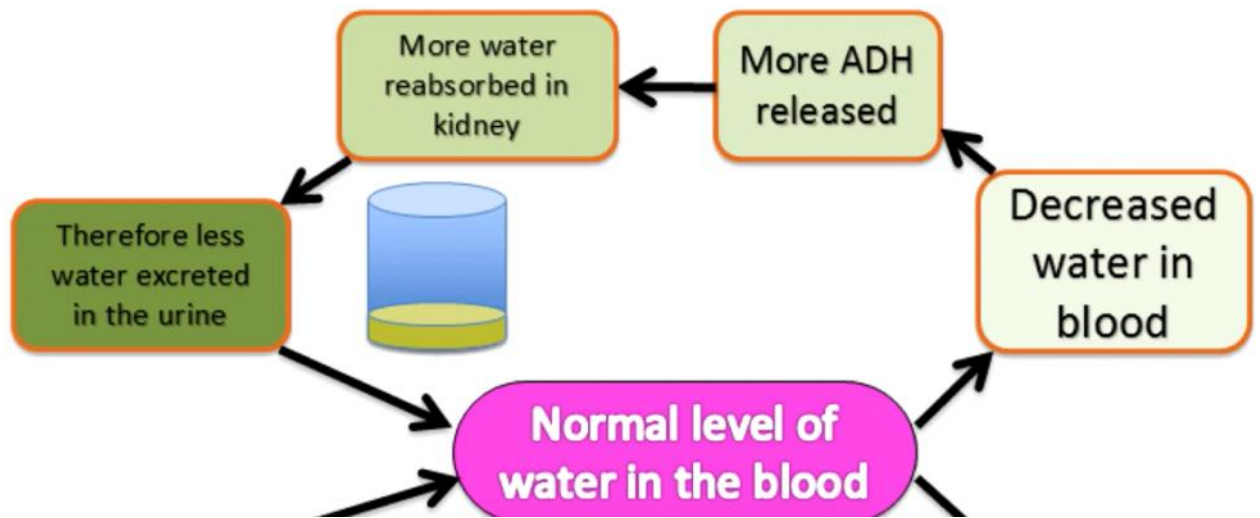 More water
reabsorbed in
kidney
More ADH
released
Therefore less
water excreted
in the urine
Decreased
water in
blood
Normal level of
water in the blood